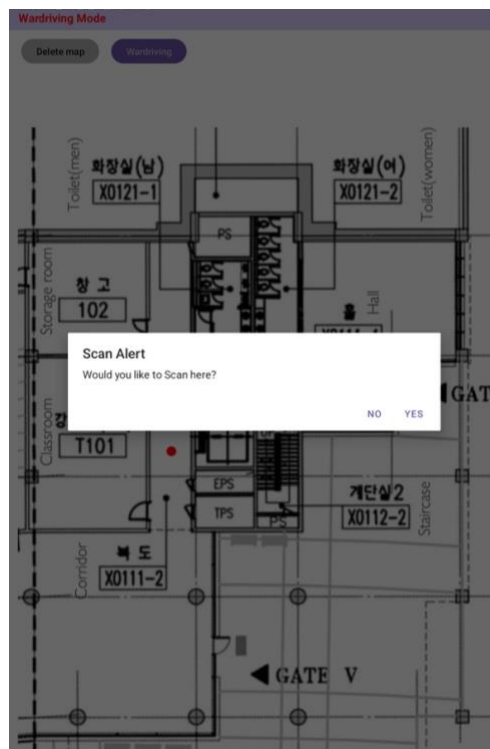 Wardriving Mode
Delete map
Wardriving
Toilet(men)
화장실(남)
X0121-1
화장실(여)
X0121-2
Toilet(women)
PS
Storage room
창 고
102
홀
Hall
Scan Alert
Would you like to Scan here?
NO
YES
GAT
Classroom
T101
EPS
TPS
PS
계단실2
X0112-2
Staircase
복 도
X0111-2
Corridor
GATE V